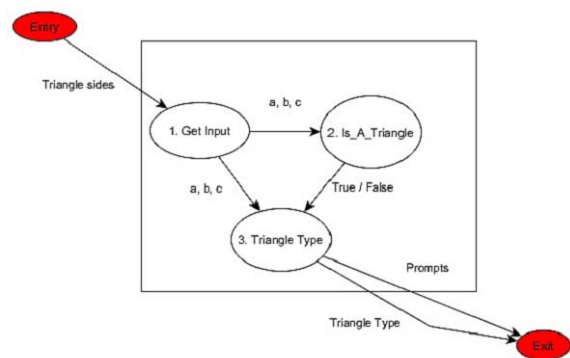 Entry
Triangle sides
a, b, c
1. Get Input
2. Is_A_Triangle
a, b, c
True / False
3. Triangle Type
Prompts
Triangle Type
Exit